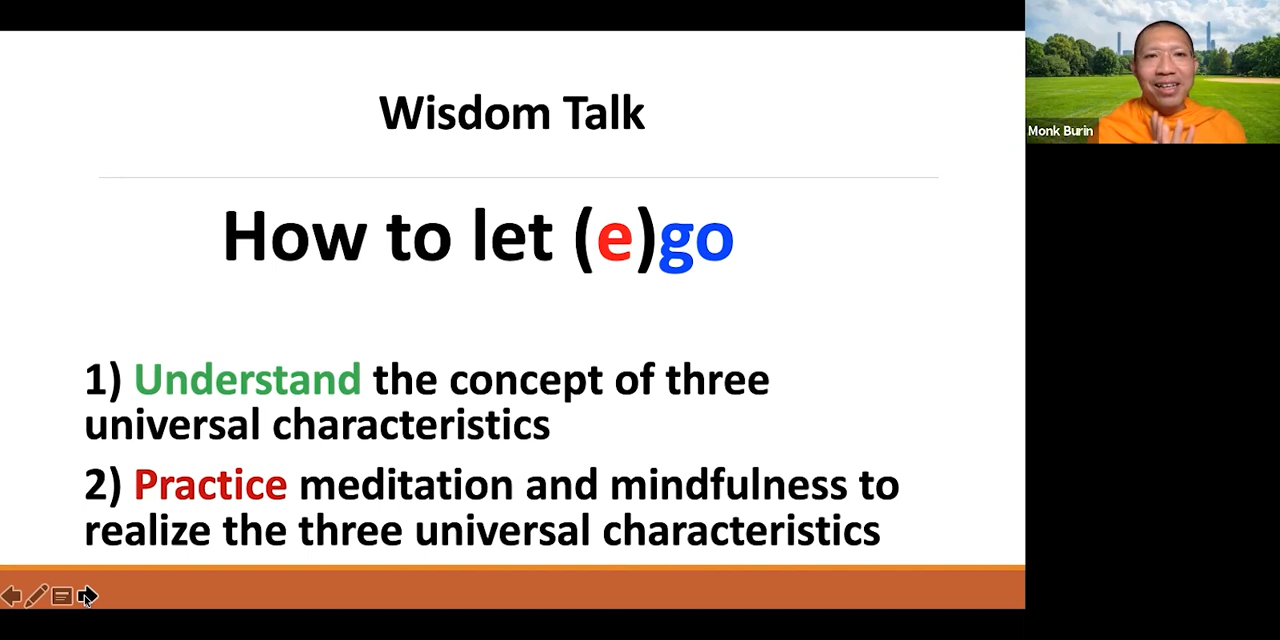 Wisdom Talk
How to let (e)go
1) Understand the concept of three
universal characteristics
2) Practice meditation and mindfulness to
realize the three universal characteristics
Monk Burin